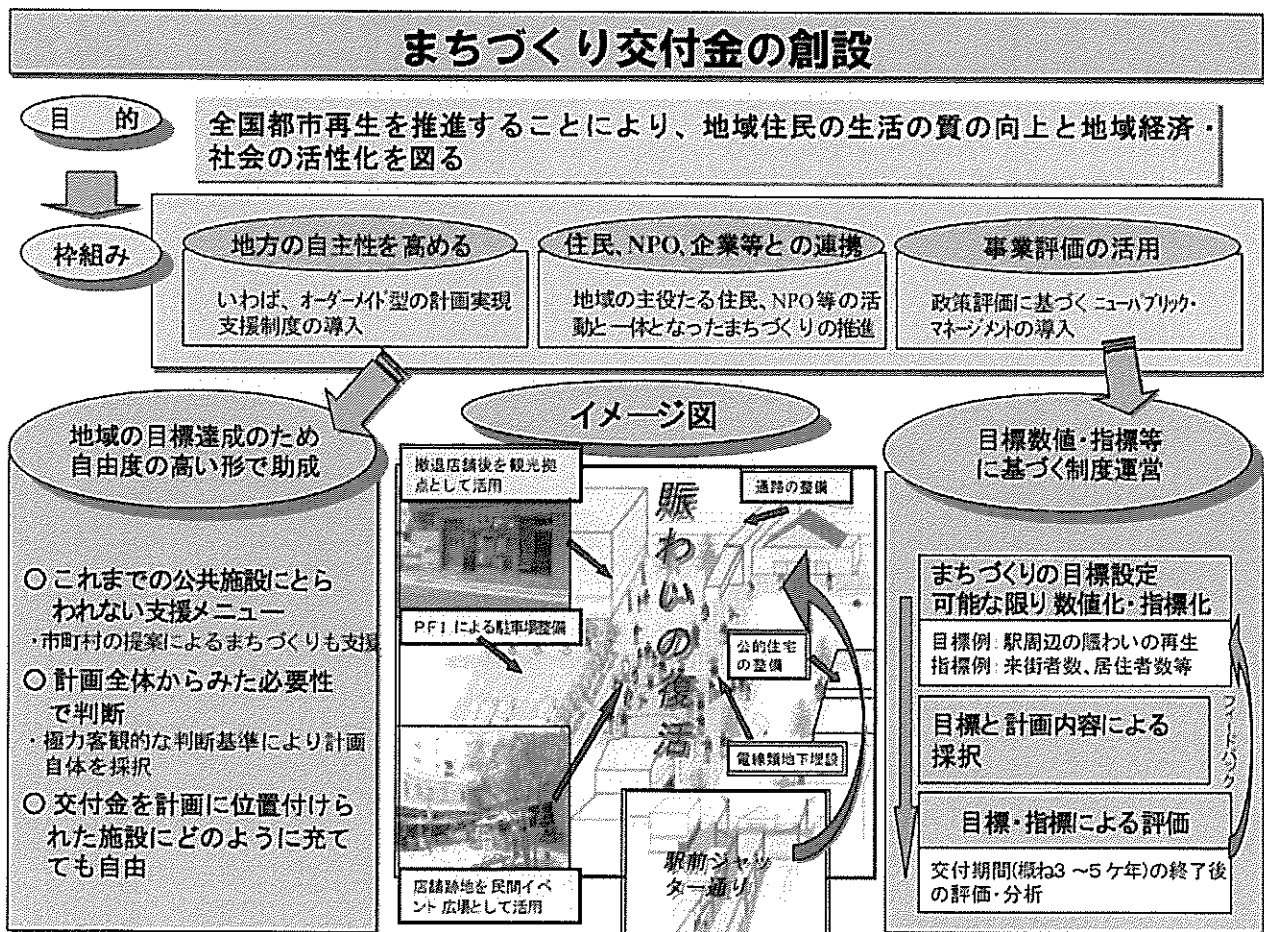 まちづくり交付金の創設
目　的
全国都市再生を推進することにより、地域住民の生活の質の向上と地域経済・
社会の活性化を図る
枠組み
地方の自主性を高める
いわば、オーダーメイド型の計画実現
支援制度の導入
住民、NPO、企業等との連携
地域の主役たる住民、NPO等の活
動と一体となったまちづくりの推進
事業評価の活用
政策評価に基づくニューパブリック・
マネージメントの導入
地域の目標達成のため
自由度の高い形で助成
○ これまでの公共施設にとら
われない支援メニュー
・市町村の提案によるまちづくりも支援
○ 計画全体からみた必要性
で判断
・極力客観的な判断基準により計画
自体を採択
○ 交付金を計画に位置付けら
れた施設にどのように充て
ても自由
イメージ図
撤退店舗後を観光拠
点として活用
通路の整備
賑わいの復活
PFIによる駐車場整備
公的住宅
の整備
電線類地下埋設
店舗跡地を民間イベ
ント広場として活用
駅前シャッ
ター通り
目標数値・指標等
に基づく制度運営
まちづくりの目標設定
可能な限り数値化・指標化
目標例：駅周辺の賑わいの再生
指標例：来街者数、居住者数等
目標と計画内容による
採択
フィードバック
目標・指標による評価
交付期間(概ね3～5ケ年)の終了後
の評価・分析